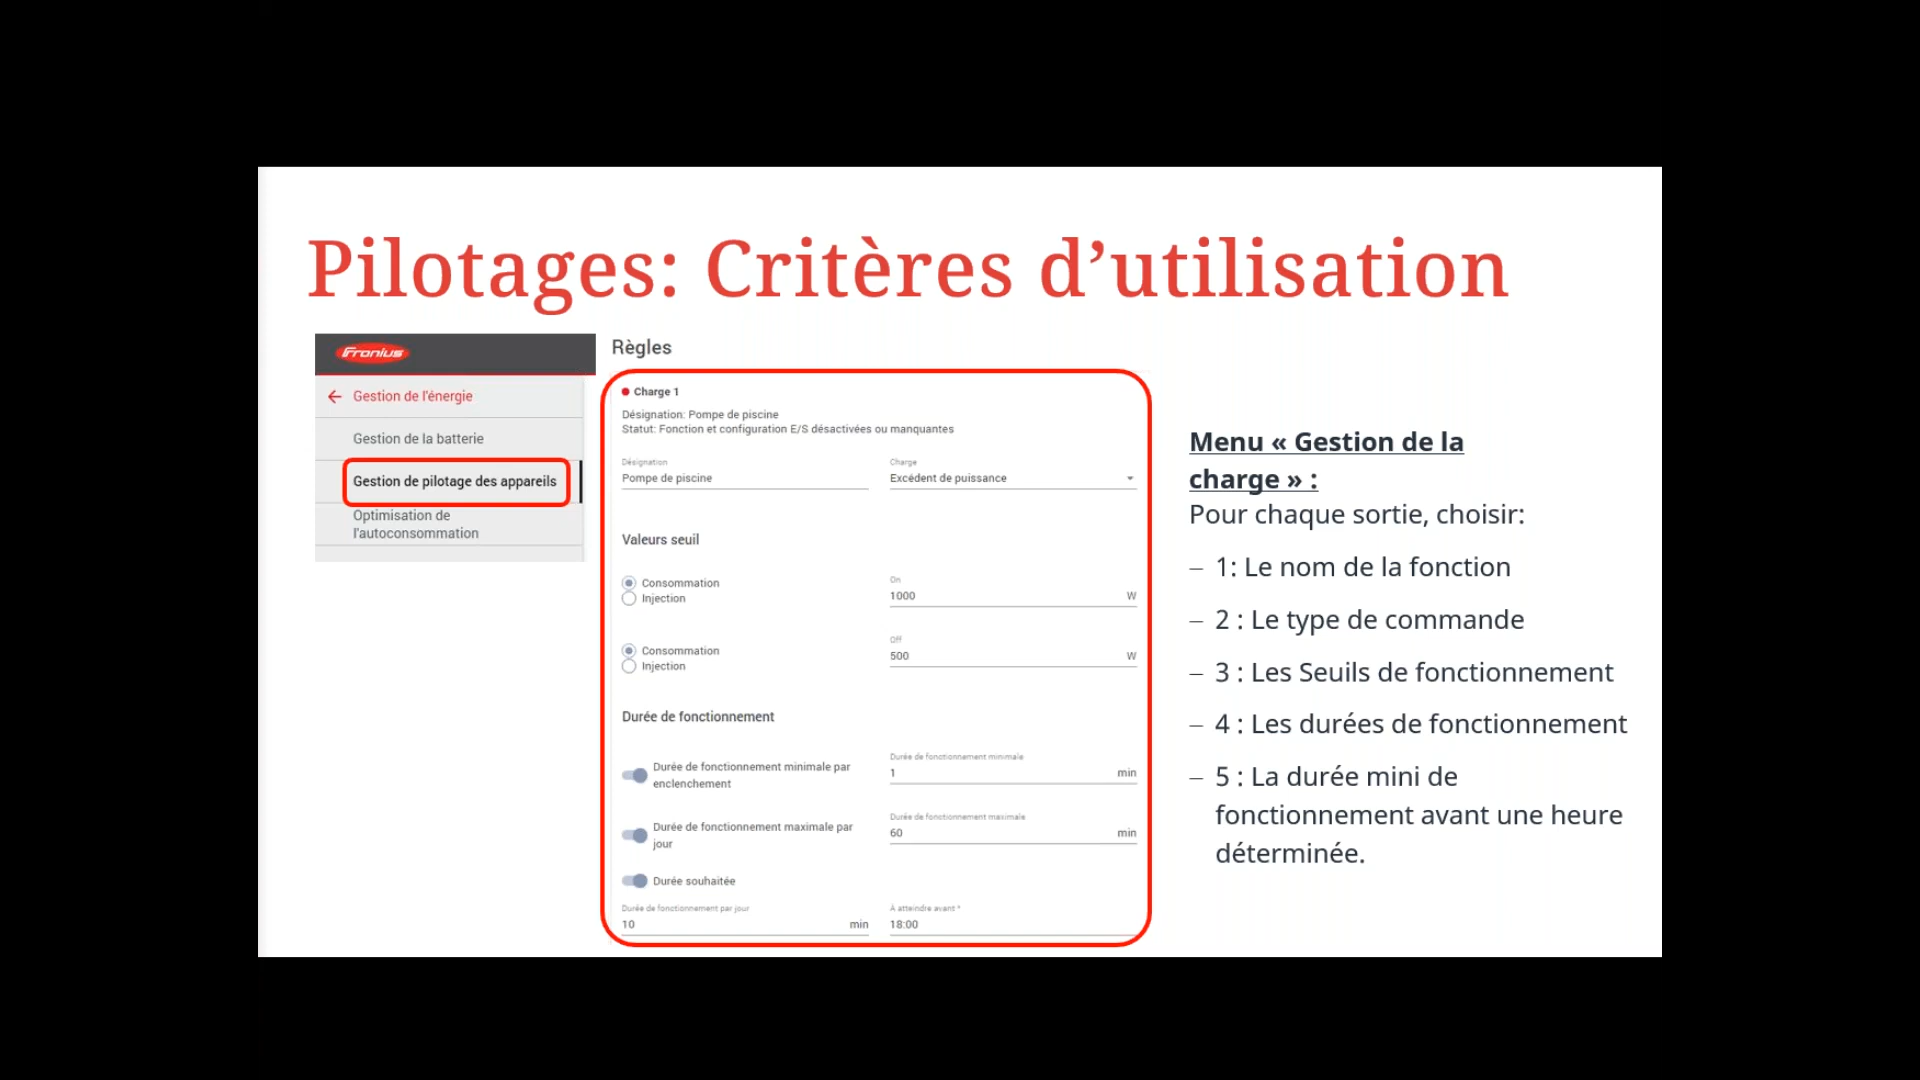 Pilotages: Critères d’utilisation
Fronius
Gestion de l'énergie
Gestion de la batterie
Gestion de pilotage des appareils
Optimisation de
l'autoconsommation
Règles
Charge 1
Désignation: Pompe de piscine
Statut: Fonction et configuration E/S désactivées ou manquantes
Désignation
Pompe de piscine
Charge
Excédent de puissance
Valeurs seuil
Consommation
Injection
On
1000 W
Consommation
Injection
Off
500 W
Durée de fonctionnement
Durée de fonctionnement minimale par
enclenchement
Durée de fonctionnement minimale
1 min
Durée de fonctionnement maximale par
jour
Durée de fonctionnement maximale
60 min
Durée souhaitée
Durée de fonctionnement par jour
10 min
À atteindre avant *
18:00
Menu « Gestion de la
charge » :
Pour chaque sortie, choisir:
– 1: Le nom de la fonction
– 2 : Le type de commande
– 3 : Les Seuils de fonctionnement
– 4 : Les durées de fonctionnement
– 5 : La durée mini de
fonctionnement avant une heure
déterminée.